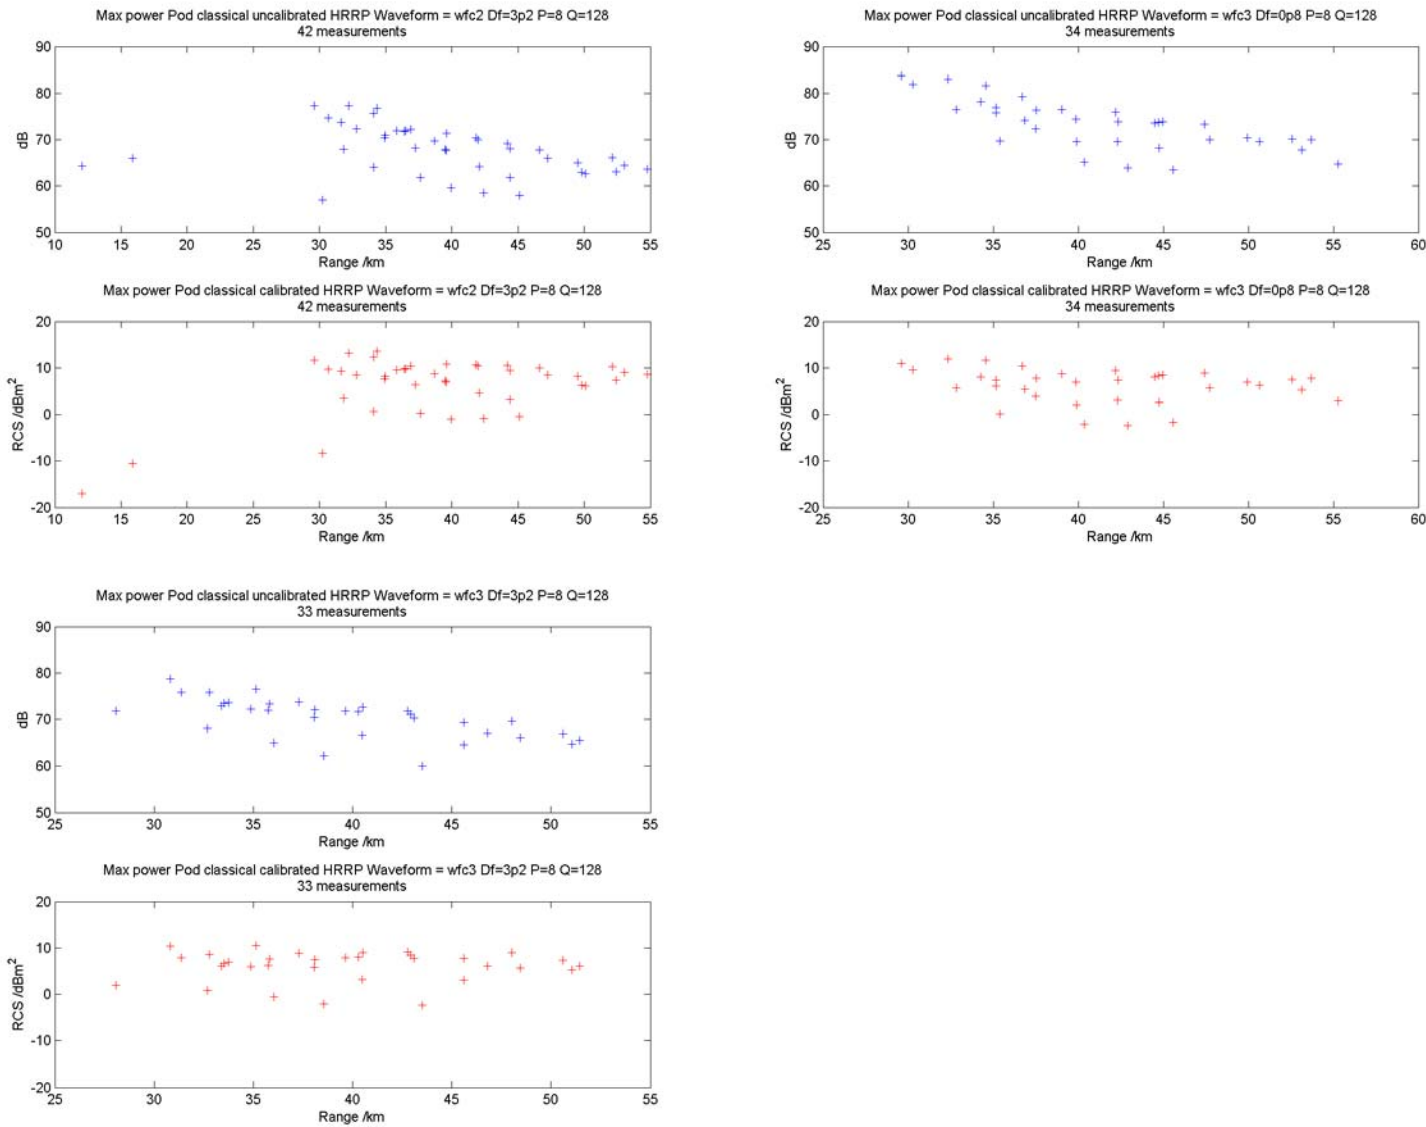 Max power Pod classical uncalibrated HRRP Waveform = wfc2 Df=3p2 P=8 Q=128
42 measurements
90
80
70
60
50
dB
10 15 20 25 30 35 40 45 50 55
Range /km
Max power Pod classical calibrated HRRP Waveform = wfc2 Df=3p2 P=8 Q=128
42 measurements
20
10
0
-10
-20
RCS /dBm²
10 15 20 25 30 35 40 45 50 55
Range /km
Max power Pod classical uncalibrated HRRP Waveform = wfc3 Df=0p8 P=8 Q=128
34 measurements
90
80
70
60
50
dB
25 30 35 40 45 50 55 60
Range /km
Max power Pod classical calibrated HRRP Waveform = wfc3 Df=0p8 P=8 Q=128
34 measurements
20
10
0
-10
-20
RCS /dBm²
25 30 35 40 45 50 55 60
Range /km
Max power Pod classical uncalibrated HRRP Waveform = wfc3 Df=3p2 P=8 Q=128
33 measurements
90
80
70
60
50
dB
25 30 35 40 45 50 55
Range /km
Max power Pod classical calibrated HRRP Waveform = wfc3 Df=3p2 P=8 Q=128
33 measurements
20
10
0
-10
-20
RCS /dBm²
25 30 35 40 45 50 55
Range /km